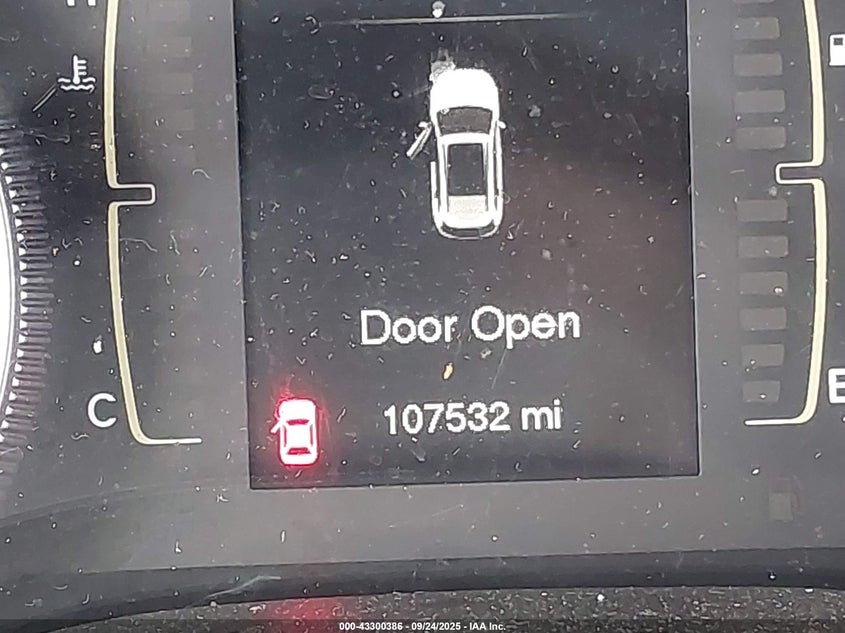 Door Open
107532 mi
C
000-43300386 - 09/24/2025 - IAA Inc.